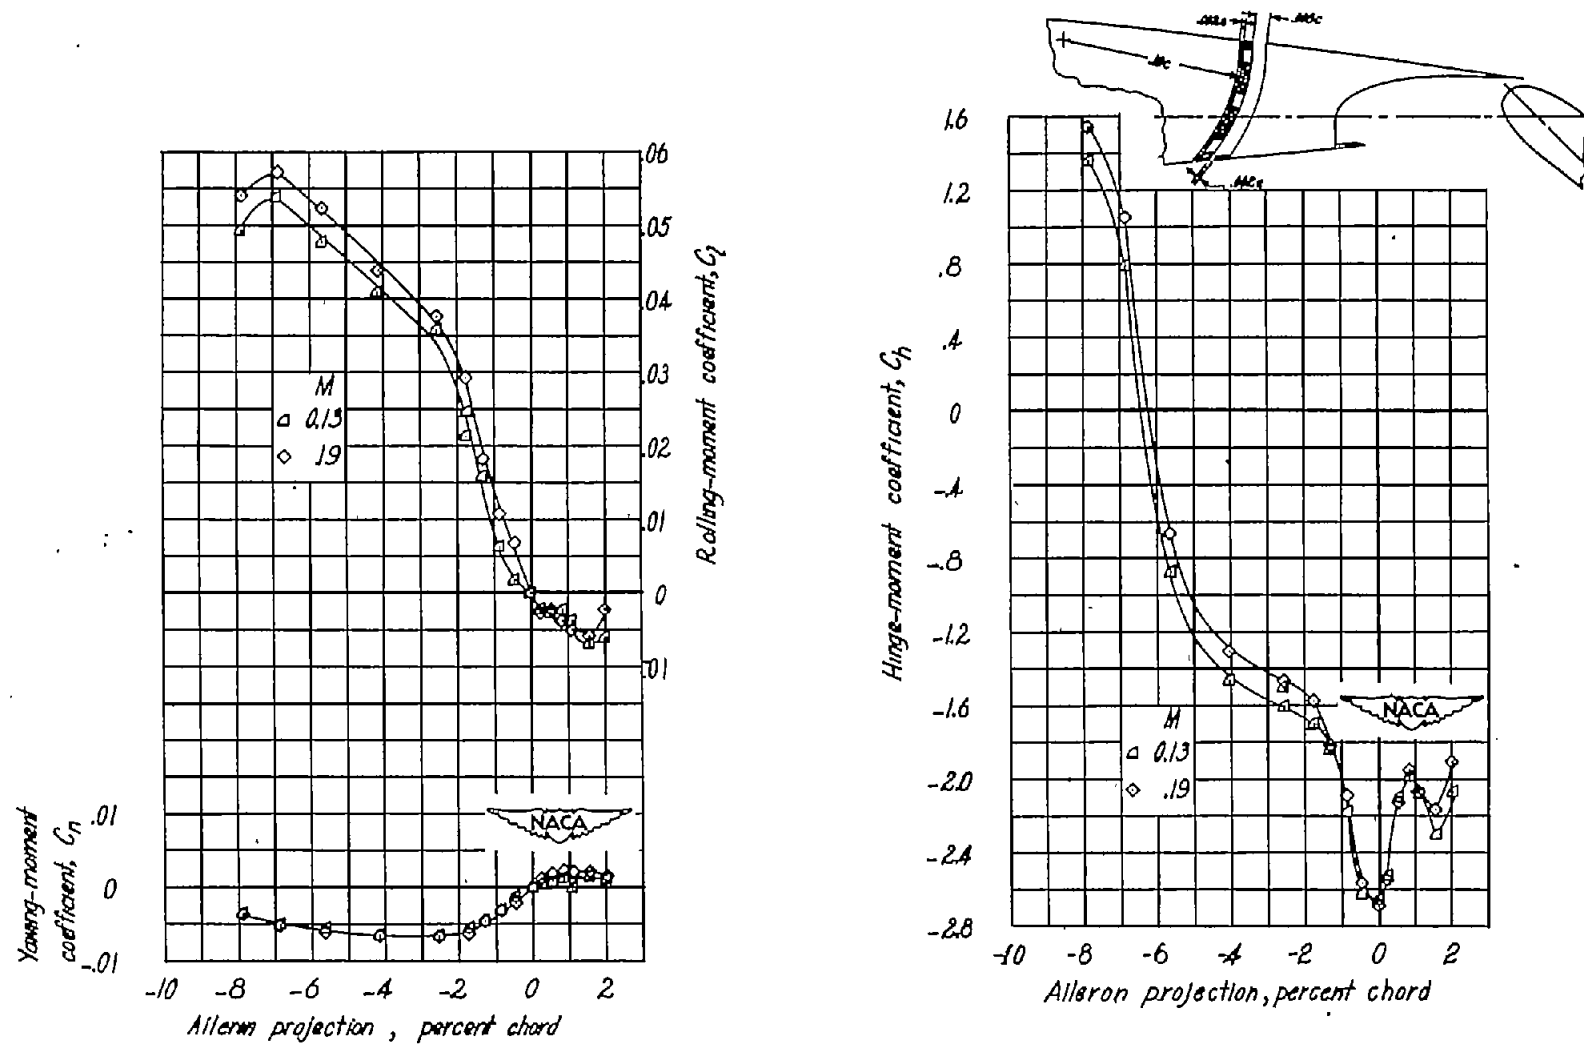 .06
.05
.04
.03
.02
.01
0
-.01
Rolling-moment coefficient, Cl
M
0.13
.19
Yawing-moment
coefficient, Cn
.01
0
-.01
NACA
-10 -8 -6 -4 -2 0 2
Aileron projection, percent chord
1.6
1.2
.8
.4
0
-.4
-.8
-1.2
-1.6
-2.0
-2.4
-2.8
Hinge-moment coefficient, Ch
M
0.13
.19
NACA
-10 -8 -6 -4 -2 0 2
Aileron projection, percent chord